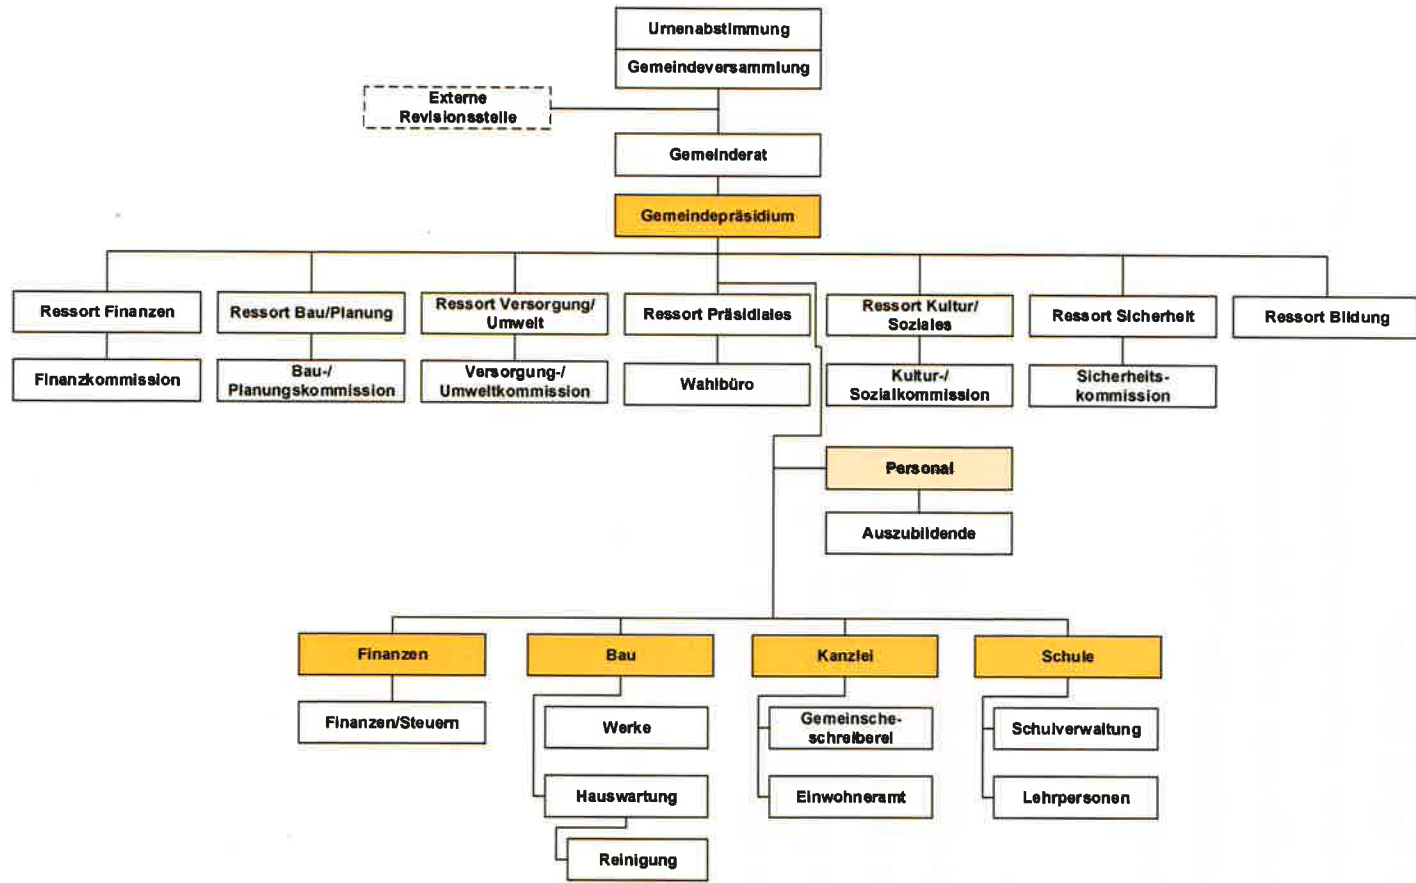 Urnenabstimmung
Gemeindeversammlung
Externe
Revisionsstelle
Gemeinderat
Gemeindepräsidium
Ressort Finanzen
Ressort Bau/Planung
Ressort Versorgung/
Umwelt
Ressort Präsidiales
Ressort Kultur/
Soziales
Ressort Sicherheit
Ressort Bildung
Finanzkommission
Bau-/
Planungskommission
Versorgung-/
Umweltkommission
Wahlbüro
Kultur-/
Sozialkommission
Sicherheits-
kommission
Personal
Auszubildende
Finanzen
Bau
Kanzlei
Schule
Finanzen/Steuern
Werke
Gemeinsche-
schreiberei
Schulverwaltung
Hauswartung
Einwohneramt
Lehrpersonen
Reinigung